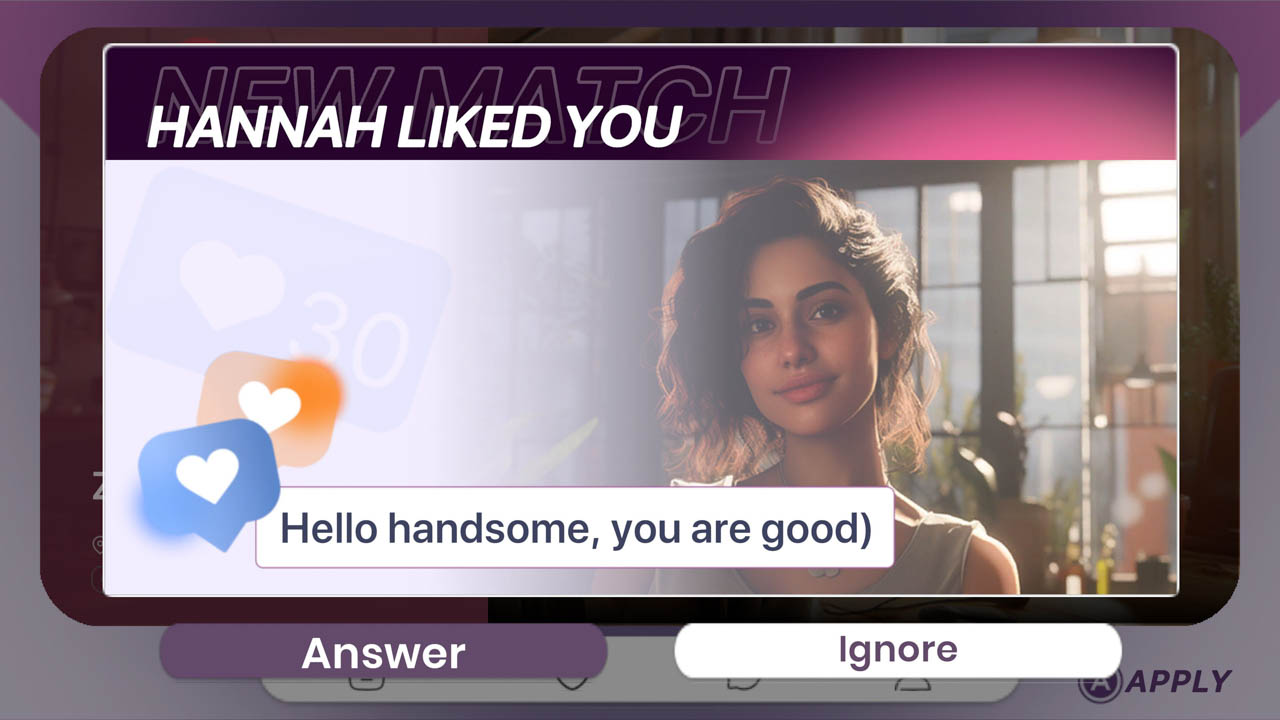 NEW MATCH
HANNAH LIKED YOU
30
Z
Hello handsome, you are good)
Answer
Ignore
A APPLY